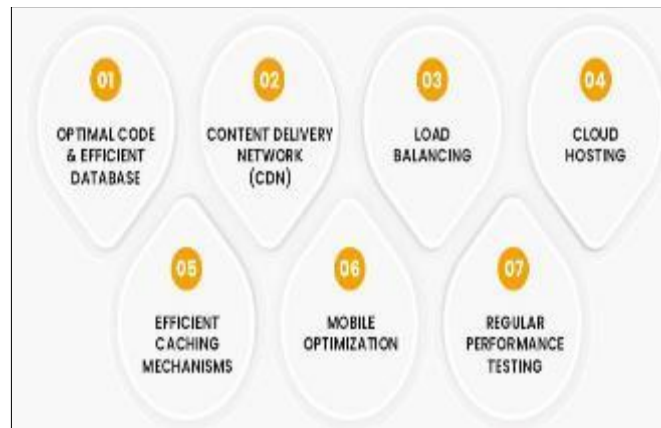 01
OPTIMAL CODE
& EFFICIENT
DATABASE
02
CONTENT DELIVERY
NETWORK
(CDN)
03
LOAD
BALANCING
04
CLOUD
HOSTING
05
EFFICIENT
CACHING
MECHANISMS
06
MOBILE
OPTIMIZATION
07
REGULAR
PERFORMANCE
TESTING